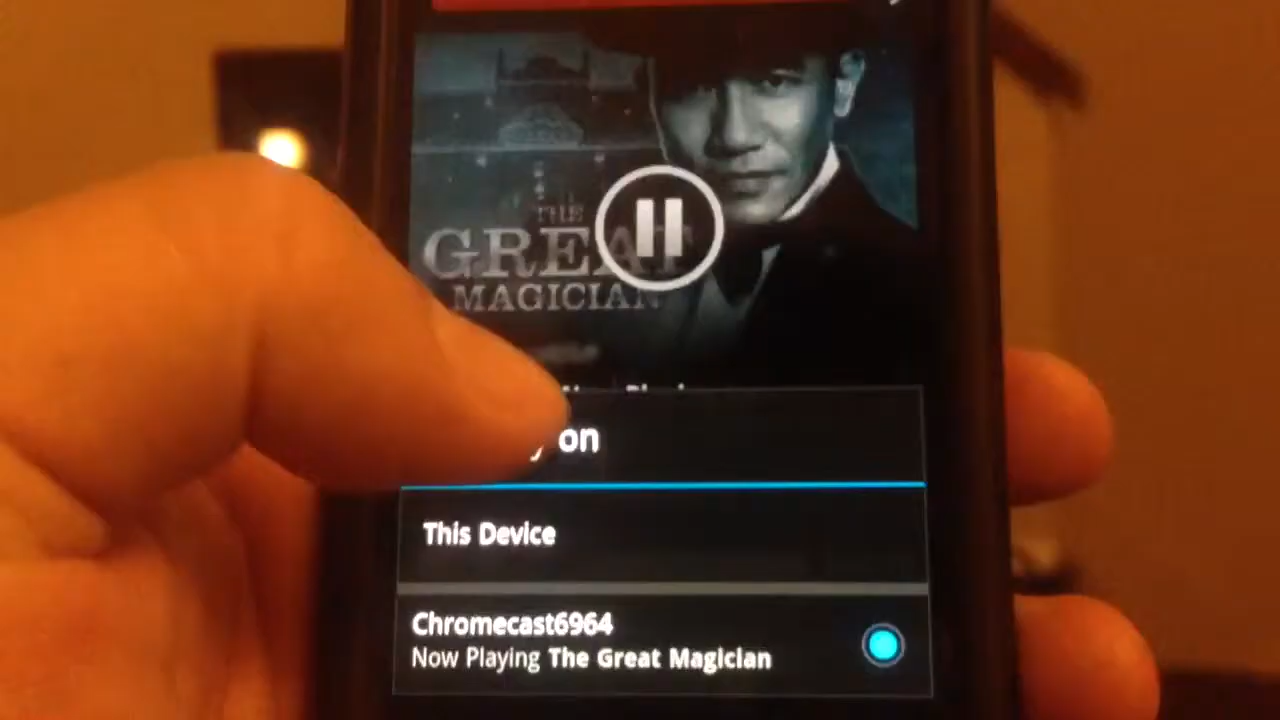 THE
GREAT
MAGICIAN
on
This Device
Chromecast6964
Now Playing The Great Magician